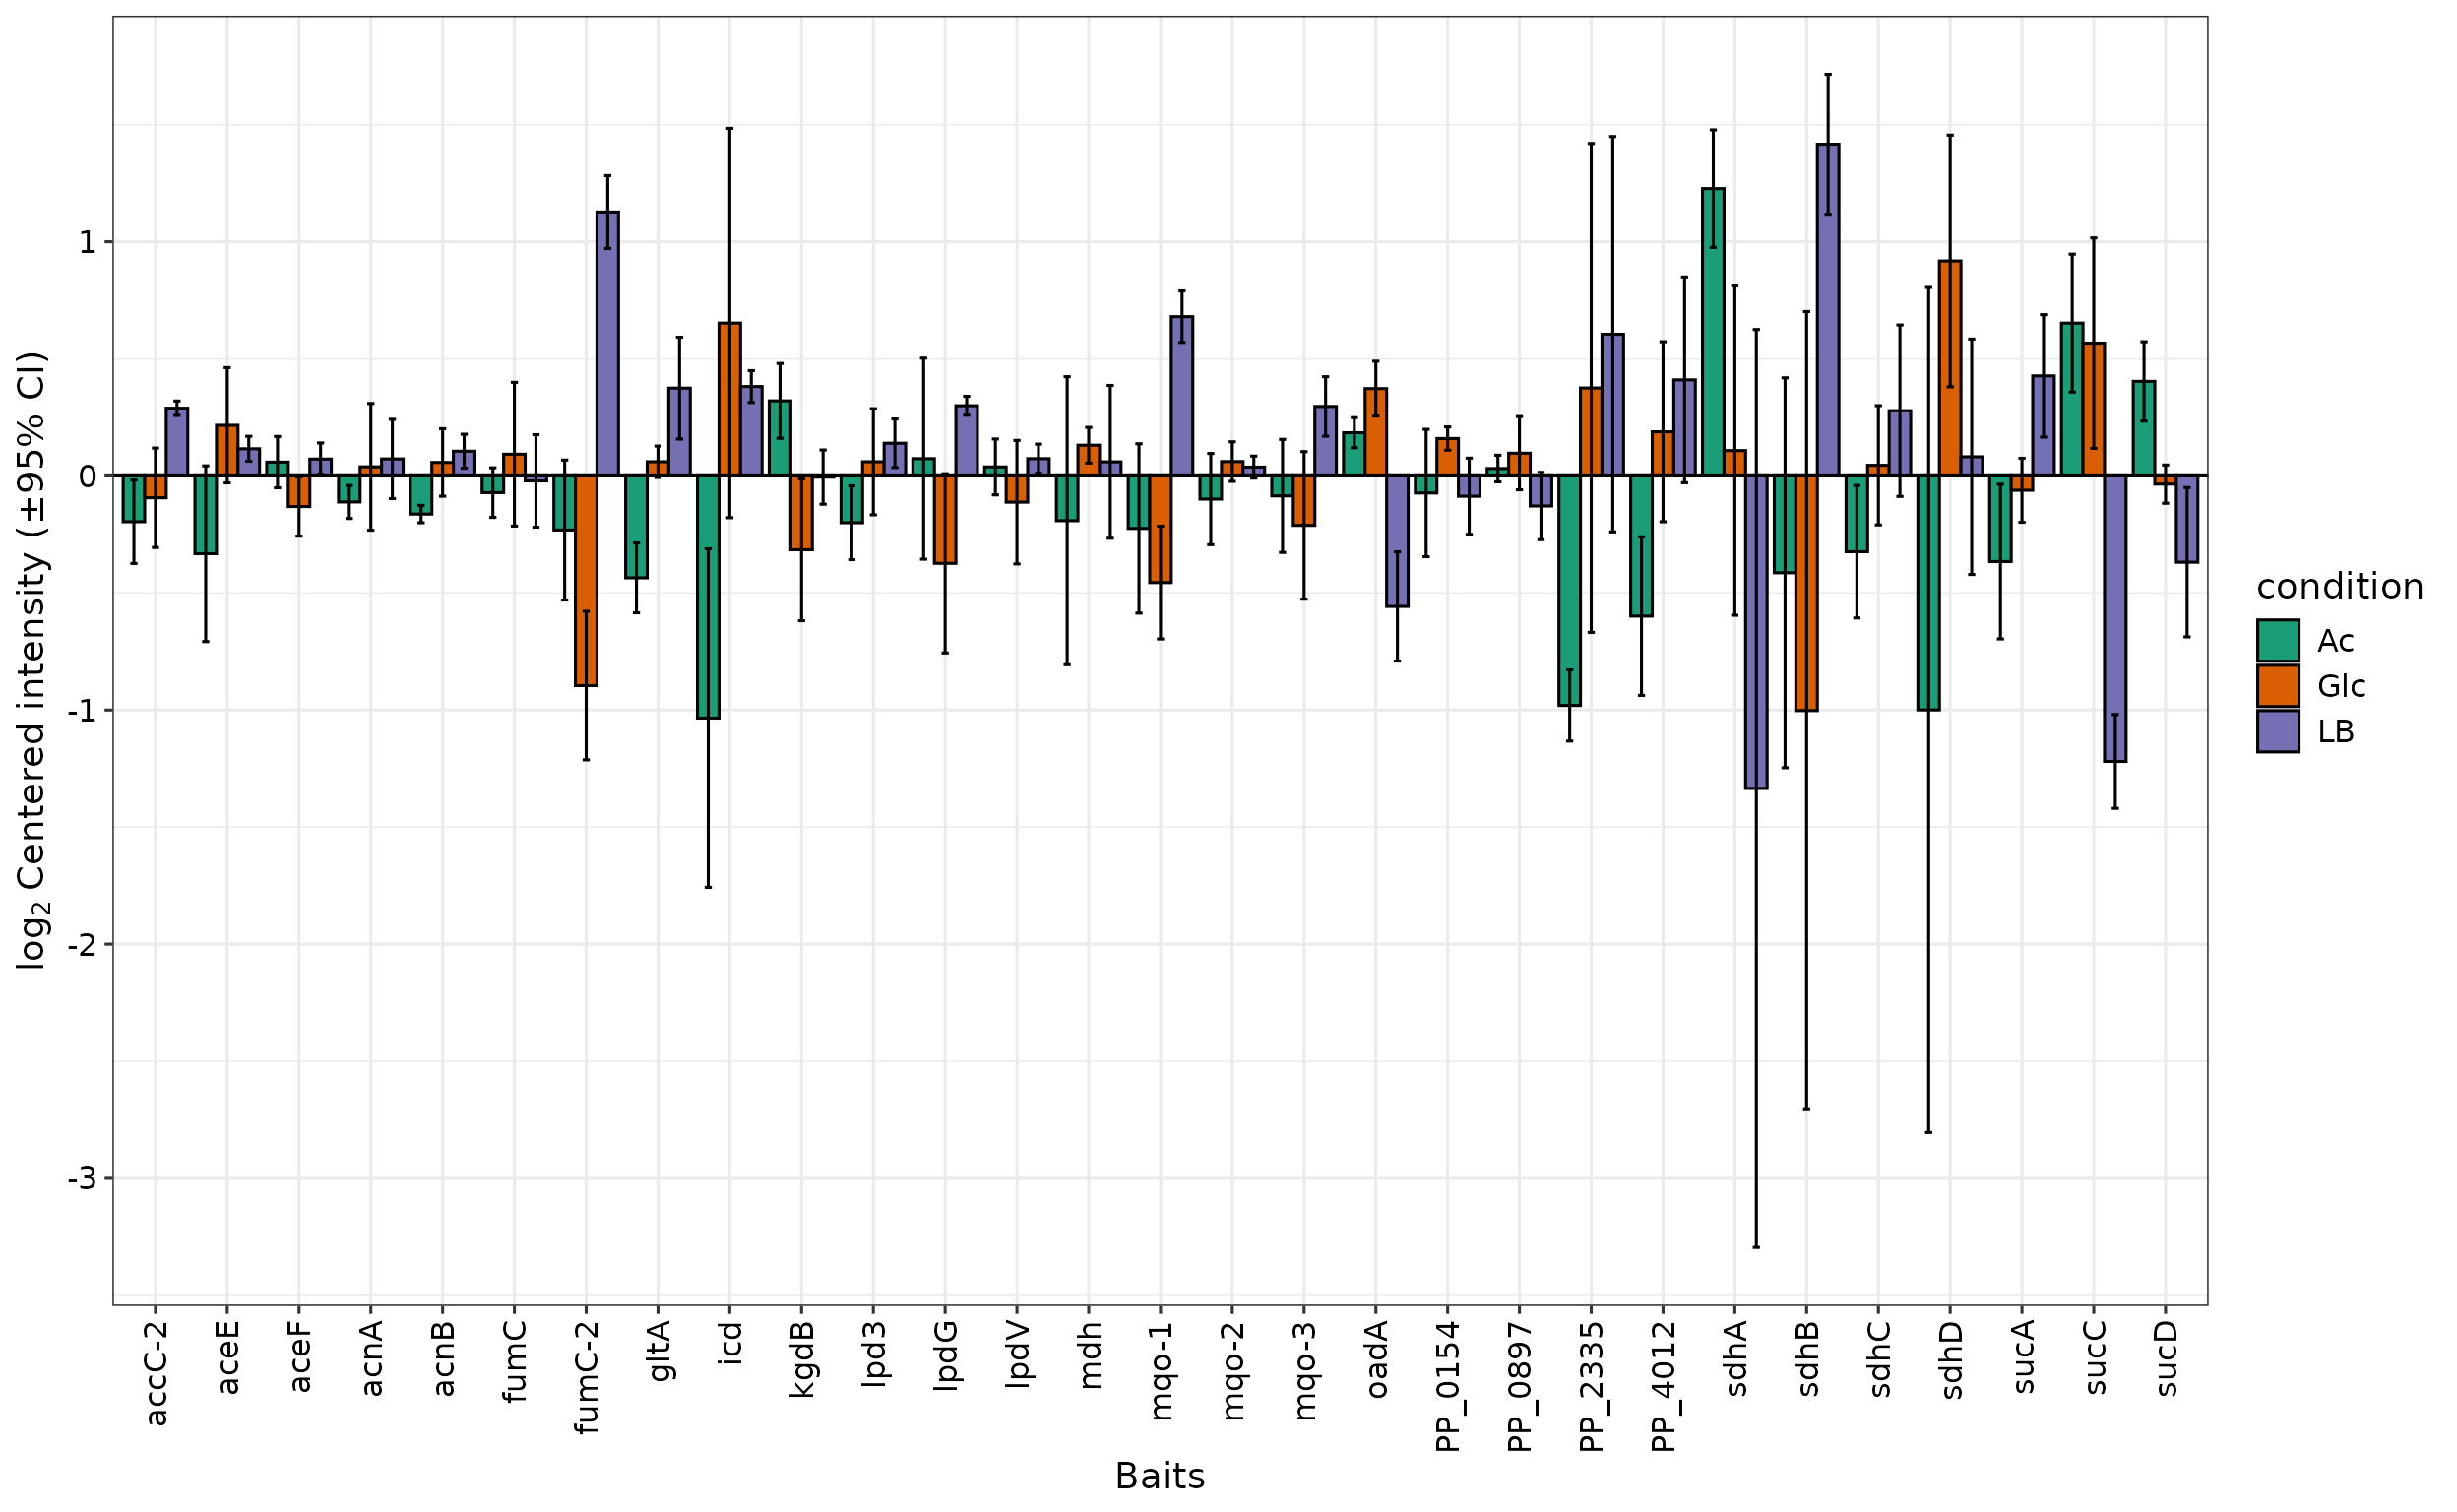 log2 Centered intensity (±95% CI)
1
0
-1
-2
-3
accC-2
aceE
aceF
acnA
acnB
fumC
fumC-2
gltA
icd
kgdB
lpd3
lpdG
lpdV
mdh
mqo-1
mqo-2
mqo-3
oadA
PP_0154
PP_0897
PP_2335
PP_4012
sdhA
sdhB
sdhC
sdhD
sucA
sucC
sucD
Baits
condition
Ac
Glc
LB